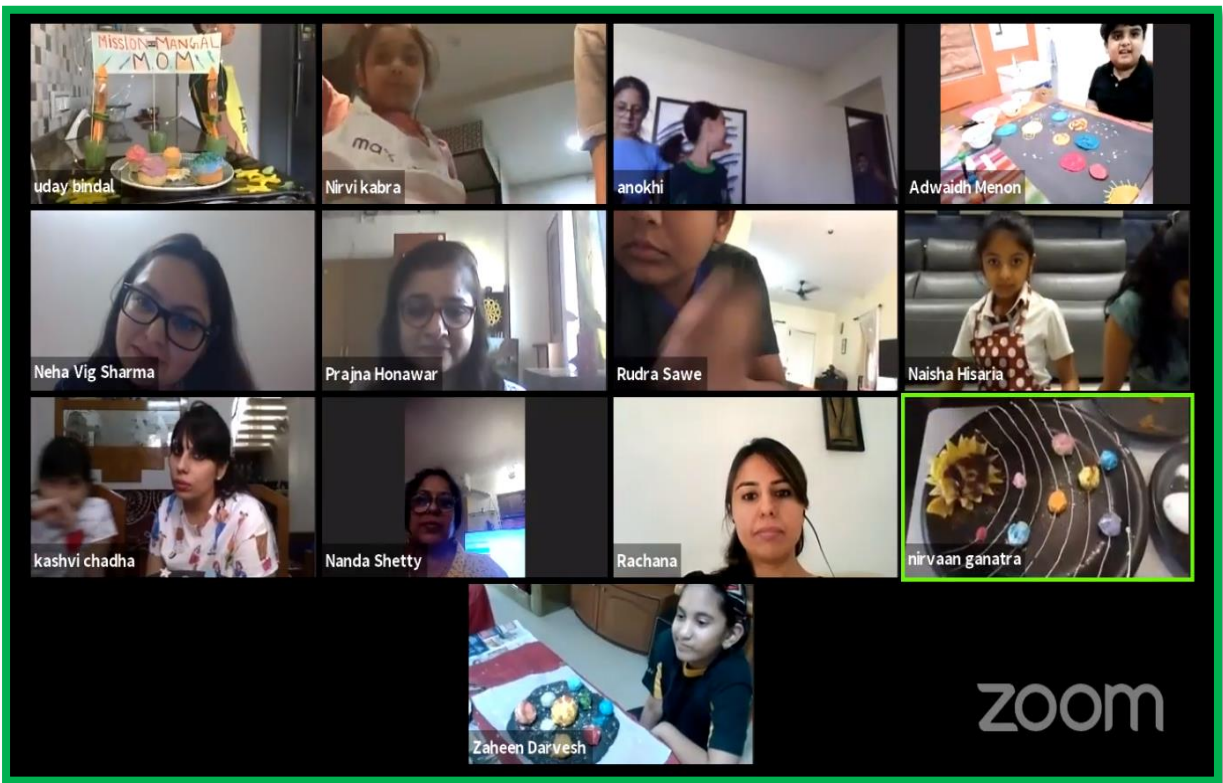 MISSION MANGAL
MOM
uday bindal
max
Nirvi kabra
anokhi
Adwaidh Menon
Neha Vig Sharma
Prajna Honawar
Rudra Sawe
Naisha Hisaria
kashvi chadha
Nanda Shetty
Rachana
nirvaan ganatra
Zaheen Darvesh
zoom